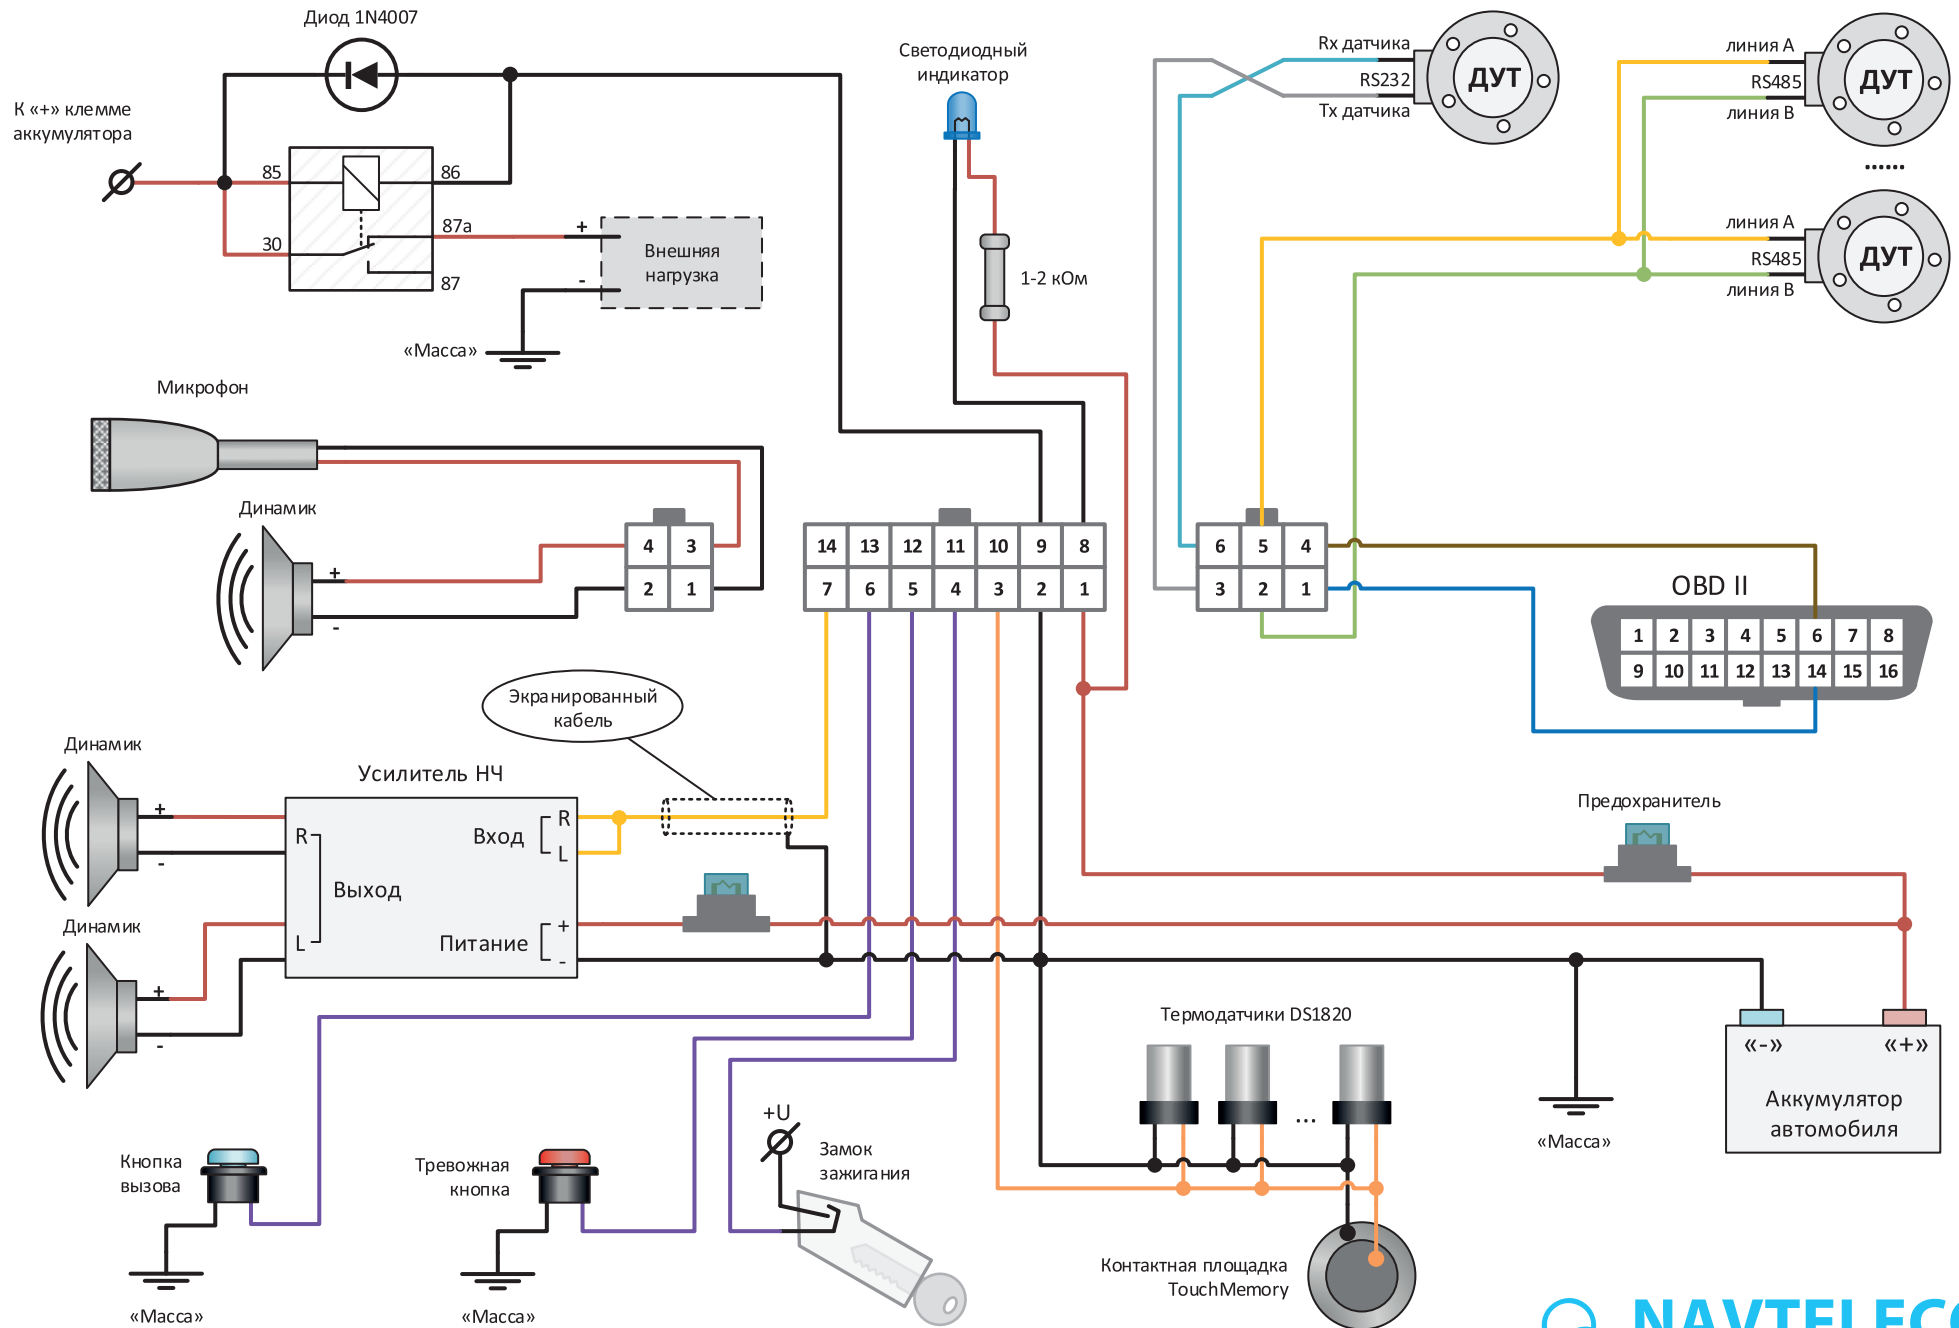 Диод 1N4007
К «+» клемме
аккумулятора
85
86
30
87a
87
+
-
Внешняя
нагрузка
«Масса»
Светодиодный
индикатор
1-2 кОм
Rx датчика
RS232
Tx датчика
ДУТ
линия A
RS485
линия B
ДУТ
......
линия A
RS485
линия B
ДУТ
Микрофон
Динамик
+
-
4 3
2 1
14 13 12 11 10 9 8
7 6 5 4 3 2 1
6 5 4
3 2 1
OBD II
1 2 3 4 5 6 7 8
9 10 11 12 13 14 15 16
Экранированный
кабель
Динамик
+
-
Динамик
+
-
Усилитель НЧ
R
Выход
L
Вход
R
L
Питание
+
-
Предохранитель
Термодатчики DS1820
...
«Масса»
«-»
«+»
Аккумулятор
автомобиля
Кнопка
вызова
«Масса»
Тревожная
кнопка
«Масса»
+U
Замок
зажигания
Контактная площадка
TouchMemory